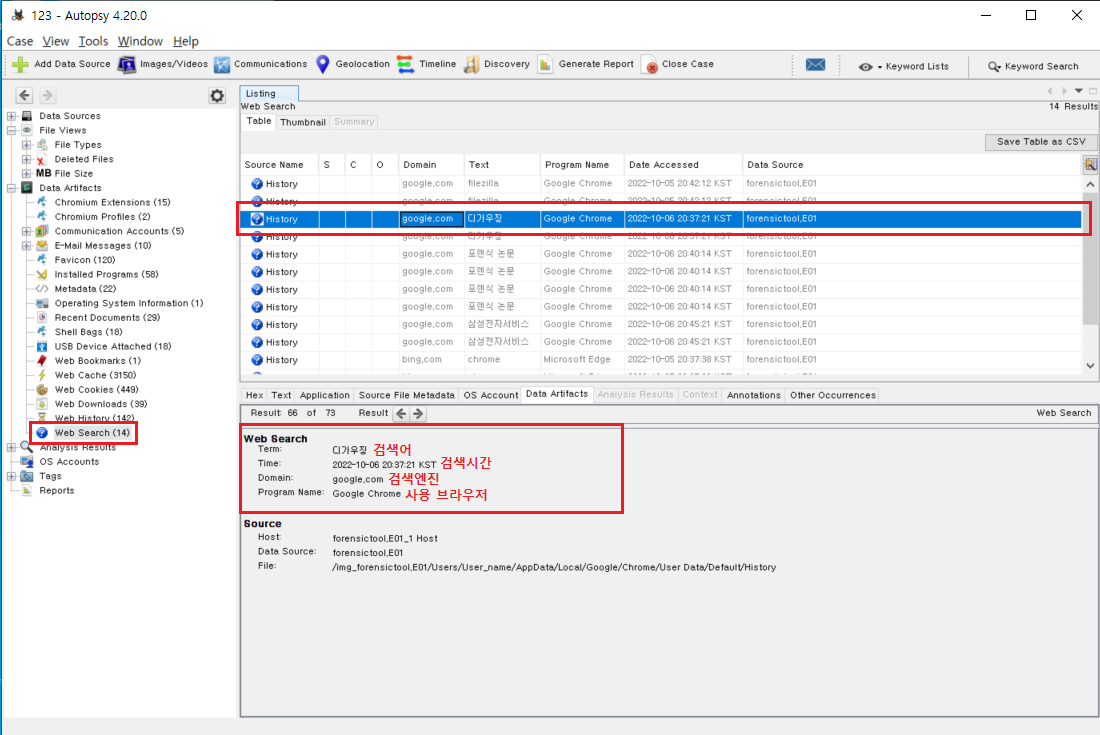 123 - Autopsy 4.20.0
Case View Tools Window Help
Add Data Source Images/Videos Communications Geolocation Timeline Discovery Generate Report Close Case Keyword Lists Keyword Search
Data Sources
File Views
File Types
Deleted Files
MB File Size
Data Artifacts
Chromium Extensions (15)
Chromium Profiles (2)
Communication Accounts (5)
E-Mail Messages (10)
Favicon (120)
Installed Programs (58)
Metadata (22)
Operating System Information (1)
Recent Documents (29)
Shell Bags (18)
USB Device Attached (18)
Web Bookmarks (1)
Web Cache (3150)
Web Cookies (449)
Web Downloads (39)
Web History (142)
Web Search (14)
Analysis Results
OS Accounts
Tags
Reports
Listing
Web Search
14 Results
Table Thumbnail Summary
Save Table as CSV
Source Name S C O Domain Text Program Name Date Accessed Data Source
History google,com filezilla Google Chrome 2022-10-05 20:42:12 KST forensictool,E01
History google,com filezilla Google Chrome 2022-10-05 20:42:12 KST forensictool,E01
History google,com 디가우징 Google Chrome 2022-10-06 20:37:21 KST forensictool,E01
History google,com 디가우징 Google Chrome 2022-10-06 20:37:21 KST forensictool,E01
History google,com 포렌식 논문 Google Chrome 2022-10-06 20:40:14 KST forensictool,E01
History google,com 포렌식 논문 Google Chrome 2022-10-06 20:40:14 KST forensictool,E01
History google,com 포렌식 논문 Google Chrome 2022-10-06 20:40:14 KST forensictool,E01
History google,com 포렌식 논문 Google Chrome 2022-10-06 20:40:14 KST forensictool,E01
History google,com 삼성전자서비스 Google Chrome 2022-10-06 20:45:21 KST forensictool,E01
History google,com 삼성전자서비스 Google Chrome 2022-10-06 20:45:21 KST forensictool,E01
History bing,com chrome Microsoft Edge 2022-10-05 20:37:38 KST forensictool,E01
Hex Text Application Source File Metadata OS Account Data Artifacts Analysis Results Context Annotations Other Occurrences
Result: 66 of 73 Result
Web Search
Web Search
Term: 디가우징 검색어
Time: 2022-10-06 20:37:21 KST 검색시간
Domain: google,com 검색엔진
Program Name: Google Chrome 사용 브라우저
Source
Host: forensictool,E01_1 Host
Data Source: forensictool,E01
File: /img_forensictool,E01/Users/User_name/AppData/Local/Google/Chrome/User Data/Default/History